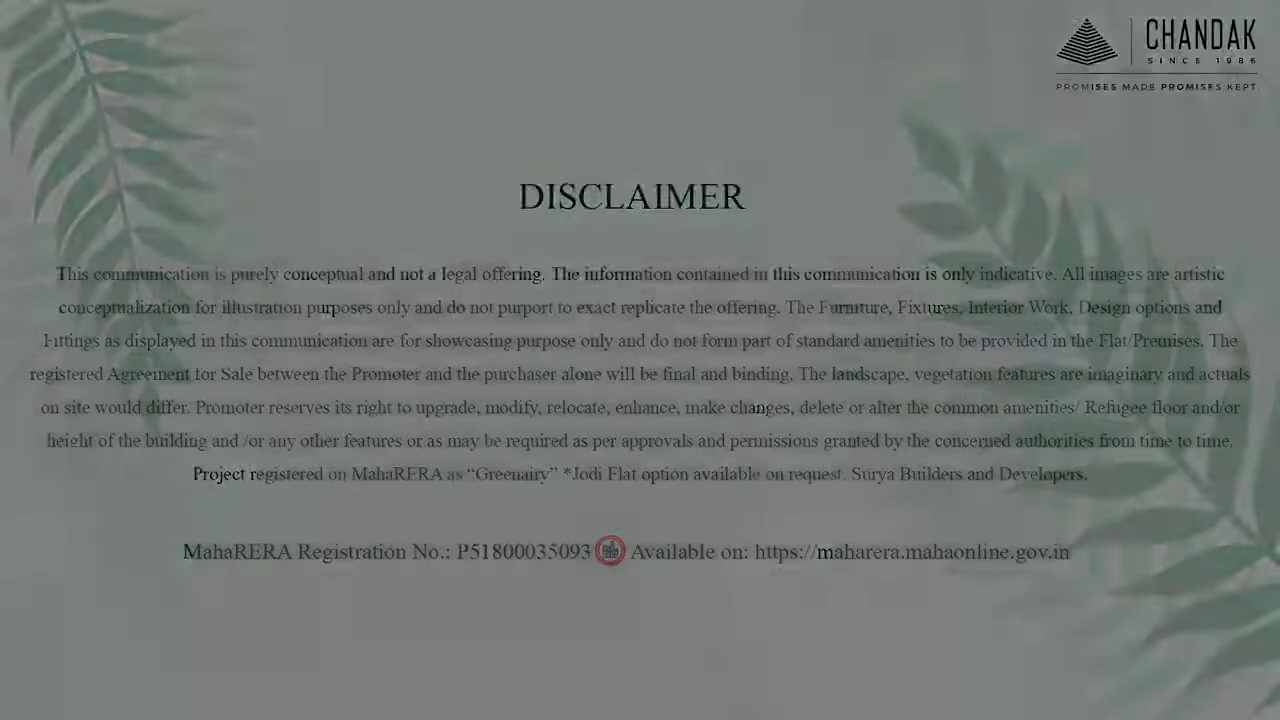 CHANDAK
SINCE 1986
PROMISES MADE PROMISES KEPT
DISCLAIMER
This communication is purely conceptual and not a legal offering. The information contained in this communication is only indicative. All images are artistic
conceptualization for illustration purposes only and do not purport to exact replicate the offering. The Furniture, Fixtures, Interior Work, Design options and
Fittings as displayed in this communication are for showcasing purpose only and do not form part of standard amenities to be provided in the Flat/Premises. The
registered Agreement for Sale between the Promoter and the purchaser alone will be final and binding. The landscape, vegetation features are imaginary and actuals
on site would differ. Promoter reserves its right to upgrade, modify, relocate, enhance, make changes, delete or alter the common amenities/ Refugee floor and/or
height of the building and /or any other features or as may be required as per approvals and permissions granted by the concerned authorities from time to time.
Project registered on MahaRERA as “Greenairy” *Jodi Flat option available on request. Surya Builders and Developers.
MahaRERA Registration No.: P51800035093 Available on: https://maharera.mahaonline.gov.in